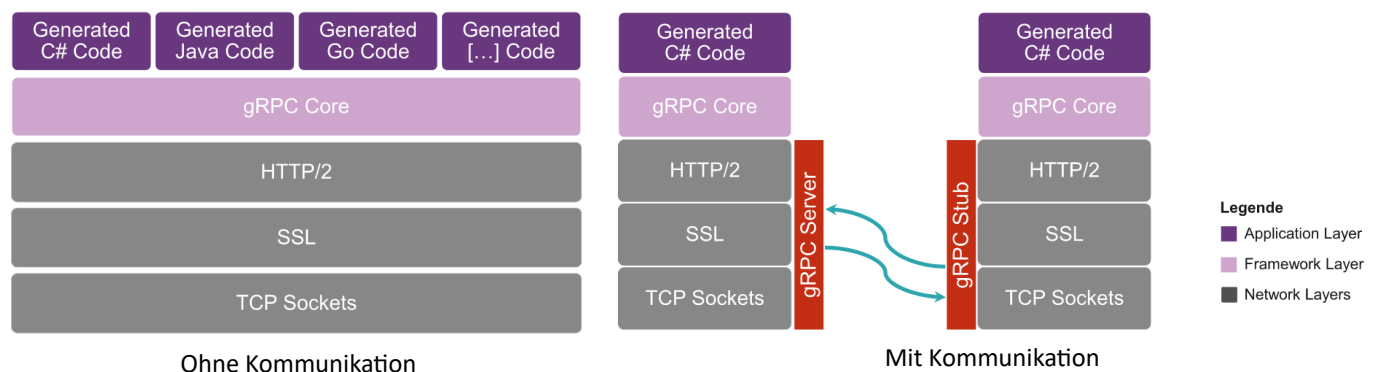 Generated
C# Code
Generated
Java Code
Generated
Go Code
Generated
[...] Code
gRPC Core
HTTP/2
SSL
TCP Sockets
Ohne Kommunikation
Generated
C# Code
gRPC Core
HTTP/2
SSL
TCP Sockets
gRPC Server
gRPC Stub
Generated
C# Code
gRPC Core
HTTP/2
SSL
TCP Sockets
Mit Kommunikation
Legende
Application Layer
Framework Layer
Network Layers